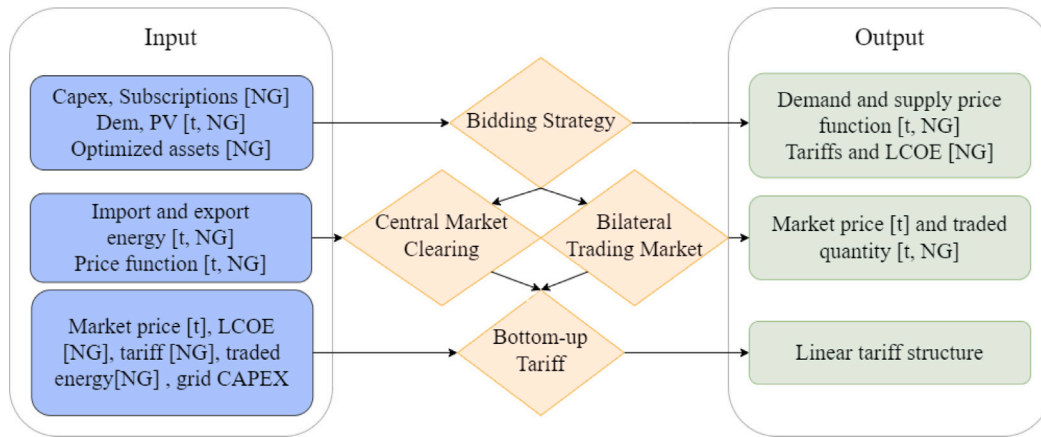 Input
Output
Capex, Subscriptions [NG]
Dem, PV [t, NG]
Optimized assets [NG]
Bidding Strategy
Demand and supply price
function [t, NG]
Tariffs and LCOE [NG]
Import and export
energy [t, NG]
Price function [t, NG]
Central Market
Clearing
Bilateral
Trading Market
Market price [t] and traded
quantity [t, NG]
Market price [t], LCOE
[NG], tariff [NG], traded
energy[NG] , grid CAPEX
Bottom-up
Tariff
Linear tariff structure